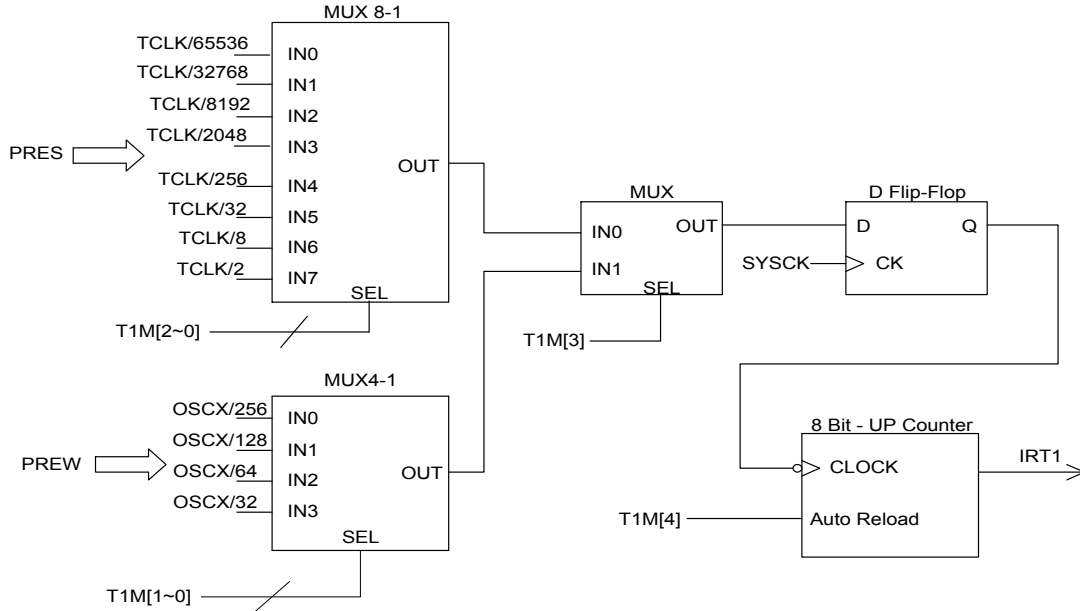 MUX 8-1
TCLK/65536
IN0
TCLK/32768
IN1
TCLK/8192
IN2
TCLK/2048
IN3
PRES
TCLK/256
IN4
TCLK/32
IN5
TCLK/8
IN6
TCLK/2
IN7
OUT
SEL
T1M[2~0]
MUX
IN0
IN1
OUT
SEL
T1M[3]
D Flip-Flop
D
Q
SYSCK
CK
MUX4-1
OSCX/256
IN0
OSCX/128
IN1
PREW
OSCX/64
IN2
OSCX/32
IN3
OUT
SEL
T1M[1~0]
8 Bit - UP Counter
CLOCK
IRT1
T1M[4]
Auto Reload